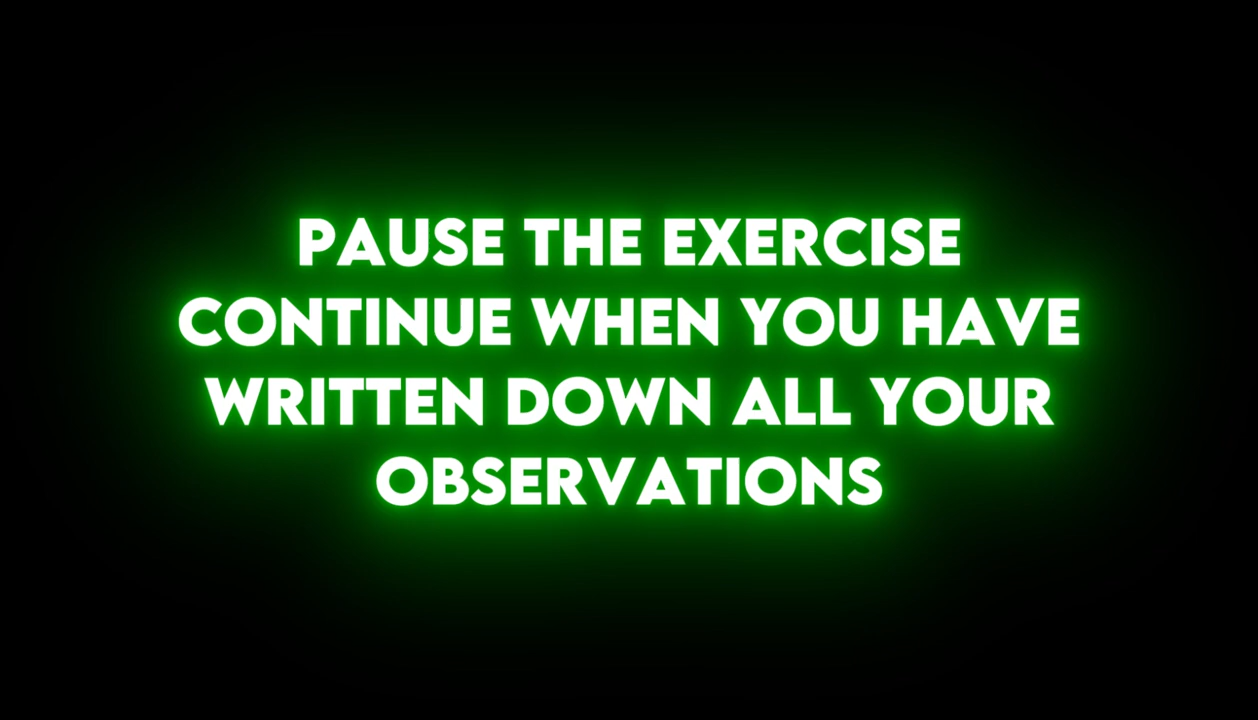 PAUSE THE EXERCISE
CONTINUE WHEN YOU HAVE
WRITTEN DOWN ALL YOUR
OBSERVATIONS